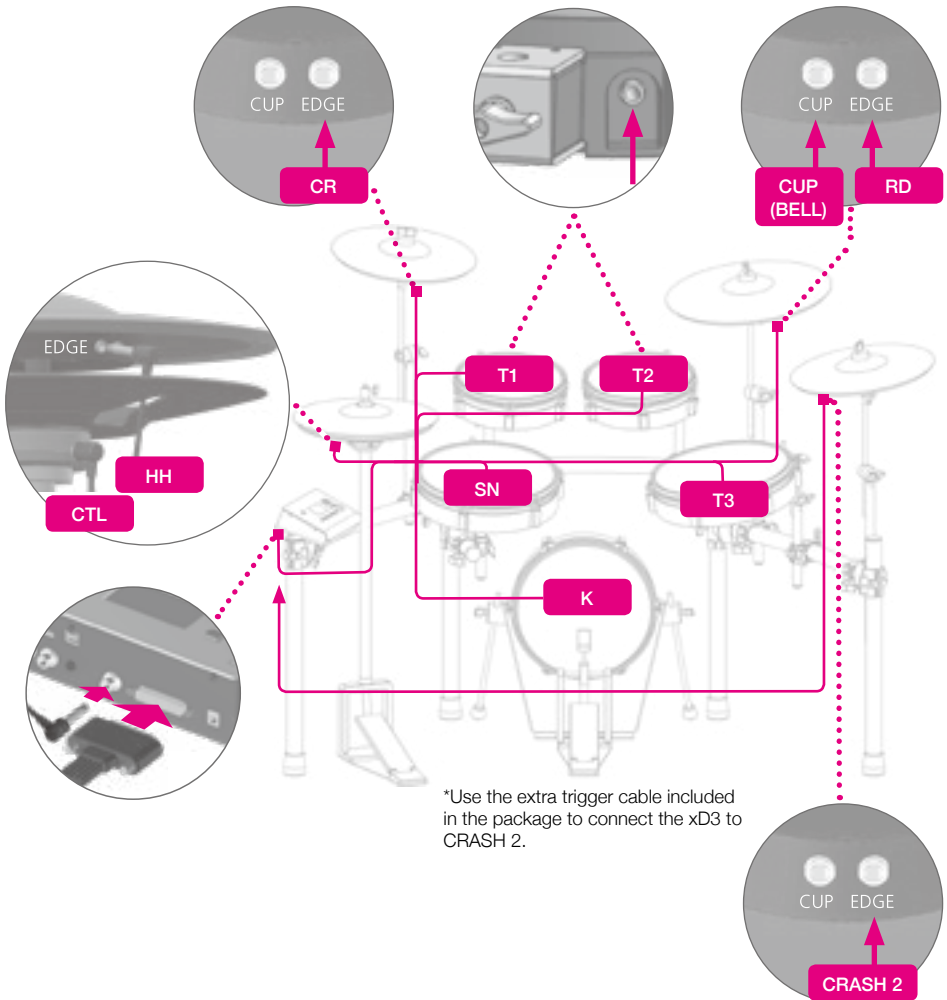 CUP EDGE
CR
CUP EDGE
CUP
(BELL)
RD
EDGE
HH
CTL
T1
T2
SN
T3
K
*Use the extra trigger cable included
in the package to connect the xD3 to
CRASH 2.
CUP EDGE
CRASH 2